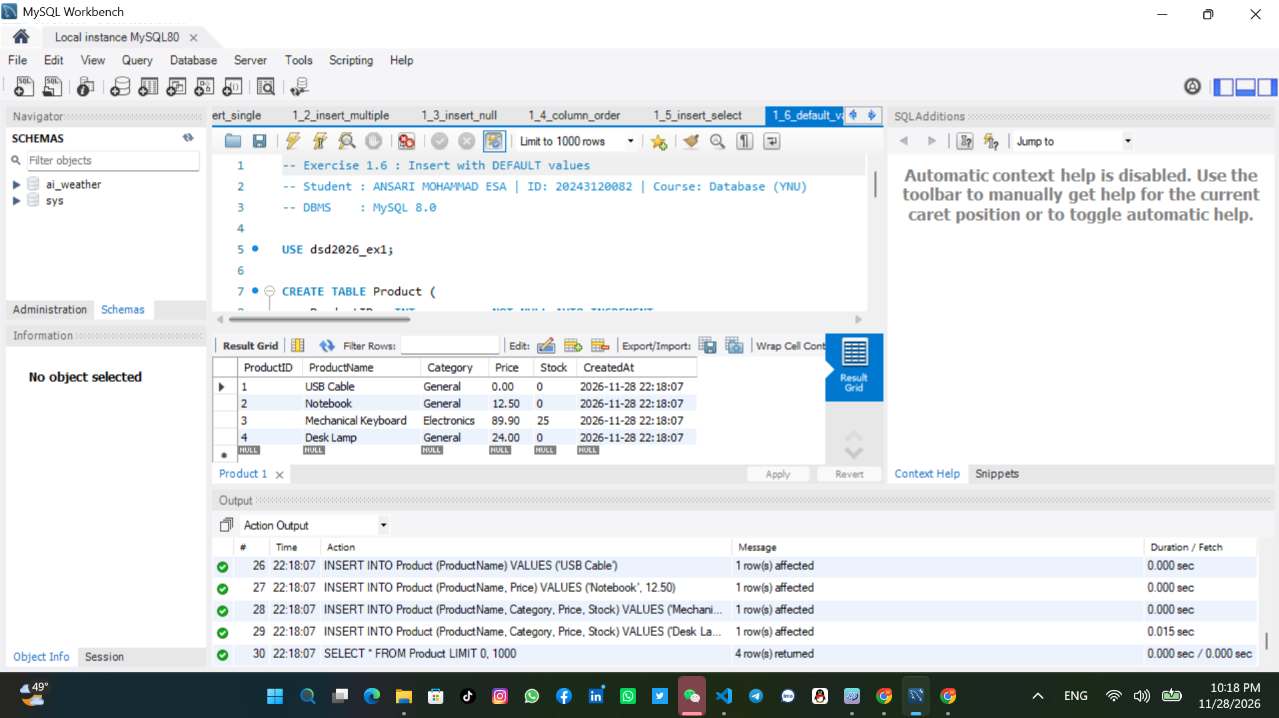 MySQL Workbench
Local instance MySQL80
File Edit View Query Database Server Tools Scripting Help
Navigator
SCHEMAS
Filter objects
ai_weather
sys
Administration Schemas
Information
No object selected
Object Info Session
ert_single 1_2_insert_multiple 1_3_insert_null 1_4_column_order 1_5_insert_select 1_6_default_va
Limit to 1000 rows
1 -- Exercise 1.6 : Insert with DEFAULT values
2 -- Student : ANSARI MOHAMMAD ESA | ID: 20243120082 | Course: Database (YNU)
3 -- DBMS : MySQL 8.0
4
5 USE dsd2026_ex1;
6
7 CREATE TABLE Product (
Result Grid Filter Rows: Edit: Export/Import: Wrap Cell Cont
ProductID ProductName Category Price Stock CreatedAt
1 USB Cable General 0.00 0 2026-11-28 22:18:07
2 Notebook General 12.50 0 2026-11-28 22:18:07
3 Mechanical Keyboard Electronics 89.90 25 2026-11-28 22:18:07
4 Desk Lamp General 24.00 0 2026-11-28 22:18:07
NULL NULL NULL NULL NULL NULL
Result
Grid
Product 1 Apply Revert
SQLAdditions
Jump to
Automatic context help is disabled. Use the
toolbar to manually get help for the current
caret position or to toggle automatic help.
Context Help Snippets
Output
Action Output
# Time Action Message Duration / Fetch
26 22:18:07 INSERT INTO Product (ProductName) VALUES ('USB Cable') 1 row(s) affected 0.000 sec
27 22:18:07 INSERT INTO Product (ProductName, Price) VALUES ('Notebook', 12.50) 1 row(s) affected 0.000 sec
28 22:18:07 INSERT INTO Product (ProductName, Category, Price, Stock) VALUES ('Mechani... 1 row(s) affected 0.000 sec
29 22:18:07 INSERT INTO Product (ProductName, Category, Price, Stock) VALUES ('Desk La... 1 row(s) affected 0.015 sec
30 22:18:07 SELECT * FROM Product LIMIT 0, 1000 4 row(s) returned 0.000 sec / 0.000 sec
49°
ENG
10:18 PM
11/28/2026